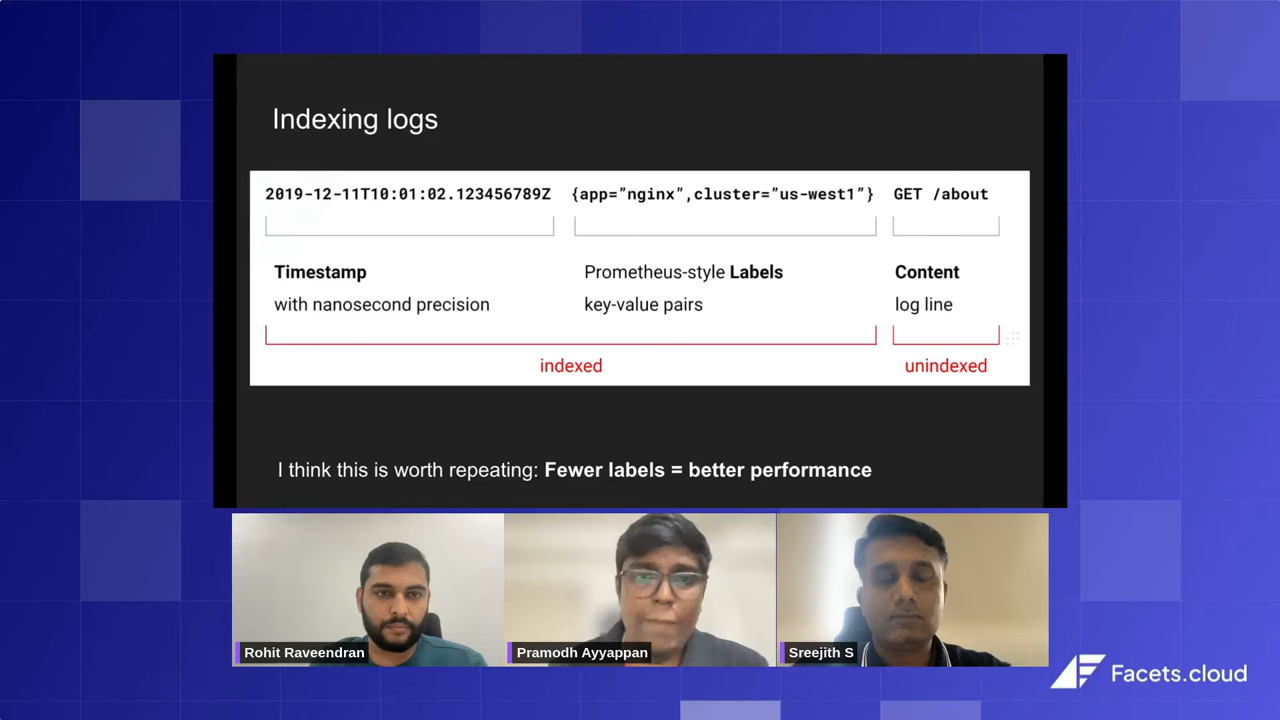 Indexing logs
2019-12-11T10:01:02.123456789Z {app=”nginx”,cluster=”us-west1”} GET /about
Timestamp Prometheus-style Labels Content
with nanosecond precision key-value pairs log line
indexed unindexed
I think this is worth repeating: Fewer labels = better performance
Rohit Raveendran Pramodh Ayyappan Sreejith S
Facets.cloud